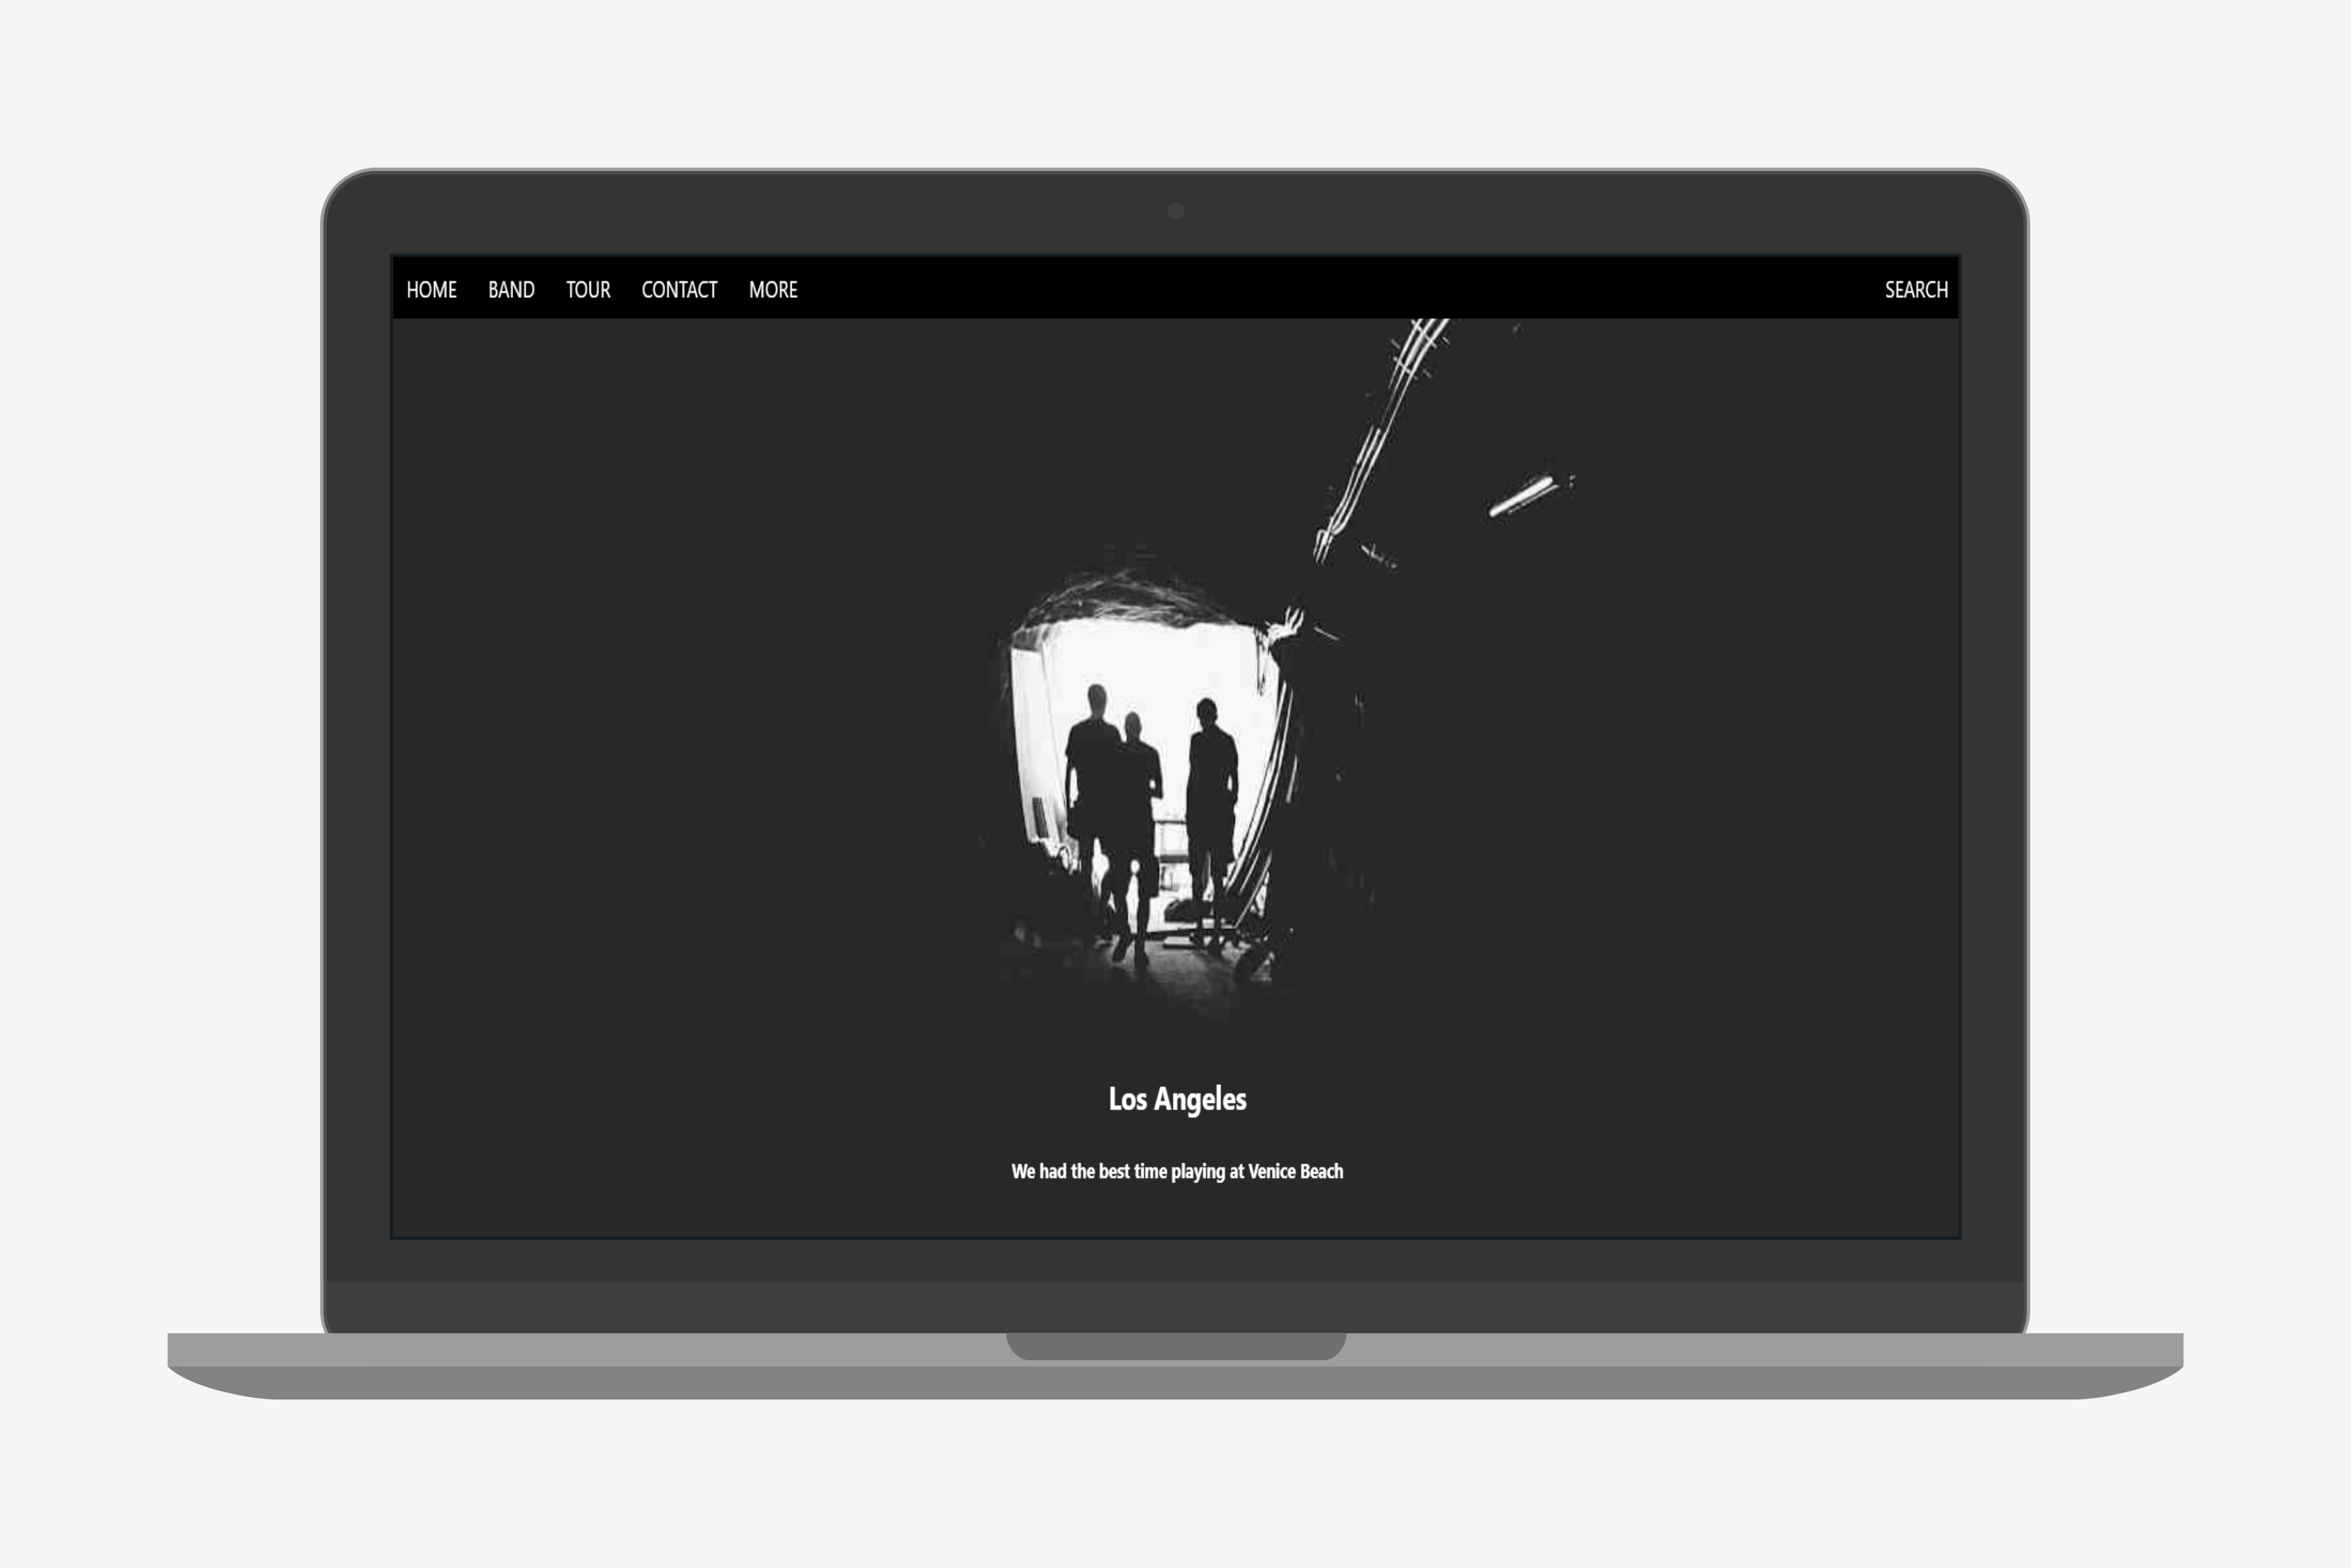 HOME BAND TOUR CONTACT MORE SEARCH
Los Angeles
We had the best time playing at Venice Beach